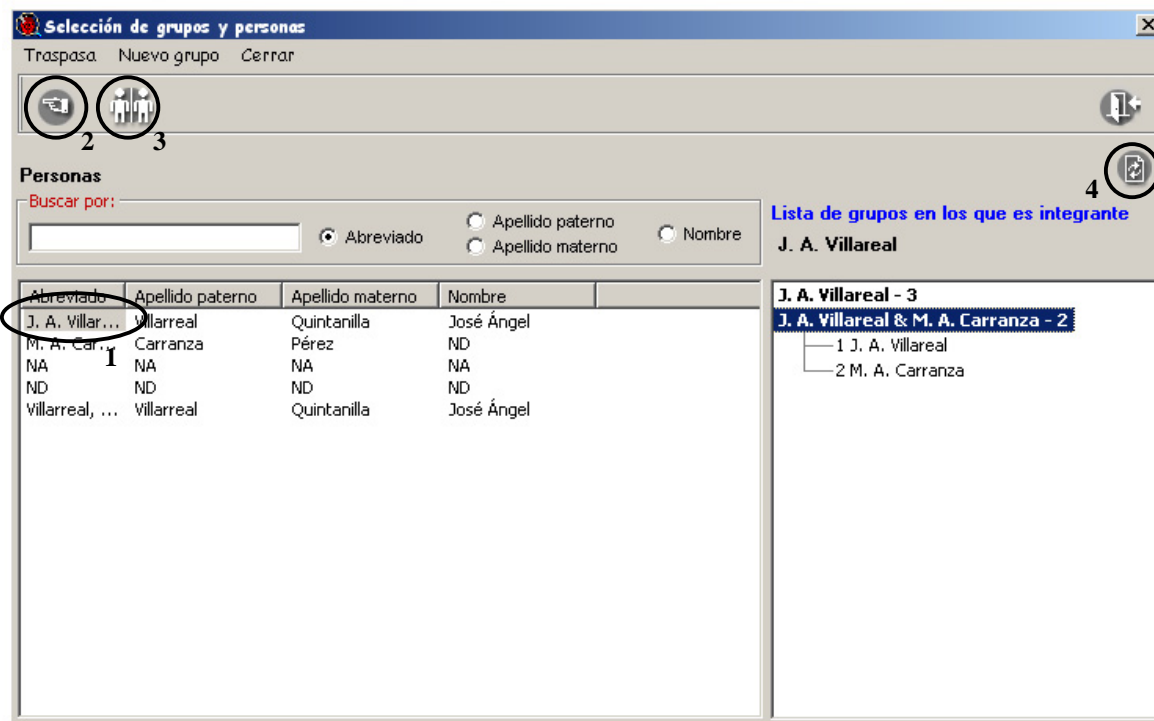 Selección de grupos y personas
Traspasa Nuevo grupo Cerrar
2 3
4
Personas
Buscar por:
Abreviado
Apellido paterno
Apellido materno
Nombre
Lista de grupos en los que es integrante
J. A. Villareal
Abreviado Apellido paterno Apellido materno Nombre
J. A. Villar... Villarreal Quintanilla José Ángel
M. A. Car... Carranza Pérez ND
1
NA NA NA NA
ND ND ND ND
Villarreal, ... Villarreal Quintanilla José Ángel
J. A. Villareal - 3
J. A. Villareal & M. A. Carranza - 2
1 J. A. Villareal
2 M. A. Carranza